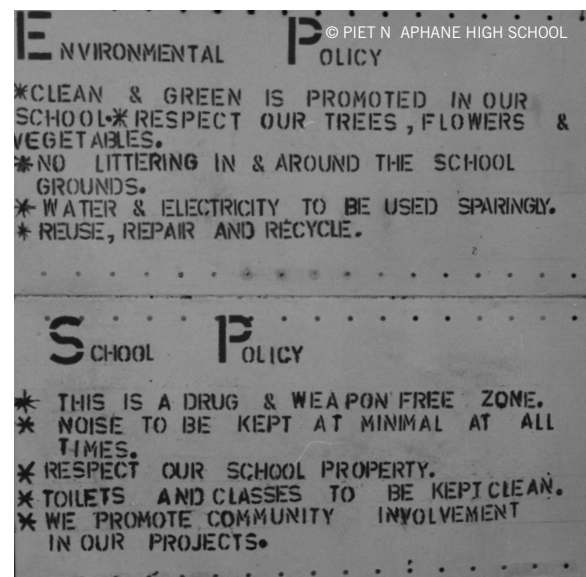 © PIET N APHANE HIGH SCHOOL
ENVIRONMENTAL POLICY
*CLEAN & GREEN IS PROMOTED IN OUR
SCHOOL.*RESPECT OUR TREES, FLOWERS &
VEGETABLES.
*NO LITTERING IN & AROUND THE SCHOOL
GROUNDS.
*WATER & ELECTRICITY TO BE USED SPARINGLY.
*REUSE, REPAIR AND RECYCLE.
SCHOOL POLICY
* THIS IS A DRUG & WEAPON FREE ZONE.
* NOISE TO BE KEPT AT MINIMAL AT ALL
TIMES.
*RESPECT OUR SCHOOL PROPERTY.
*TOILETS AND CLASSES TO BE KEPT CLEAN.
*WE PROMOTE COMMUNITY INVOLVEMENT
IN OUR PROJECTS.